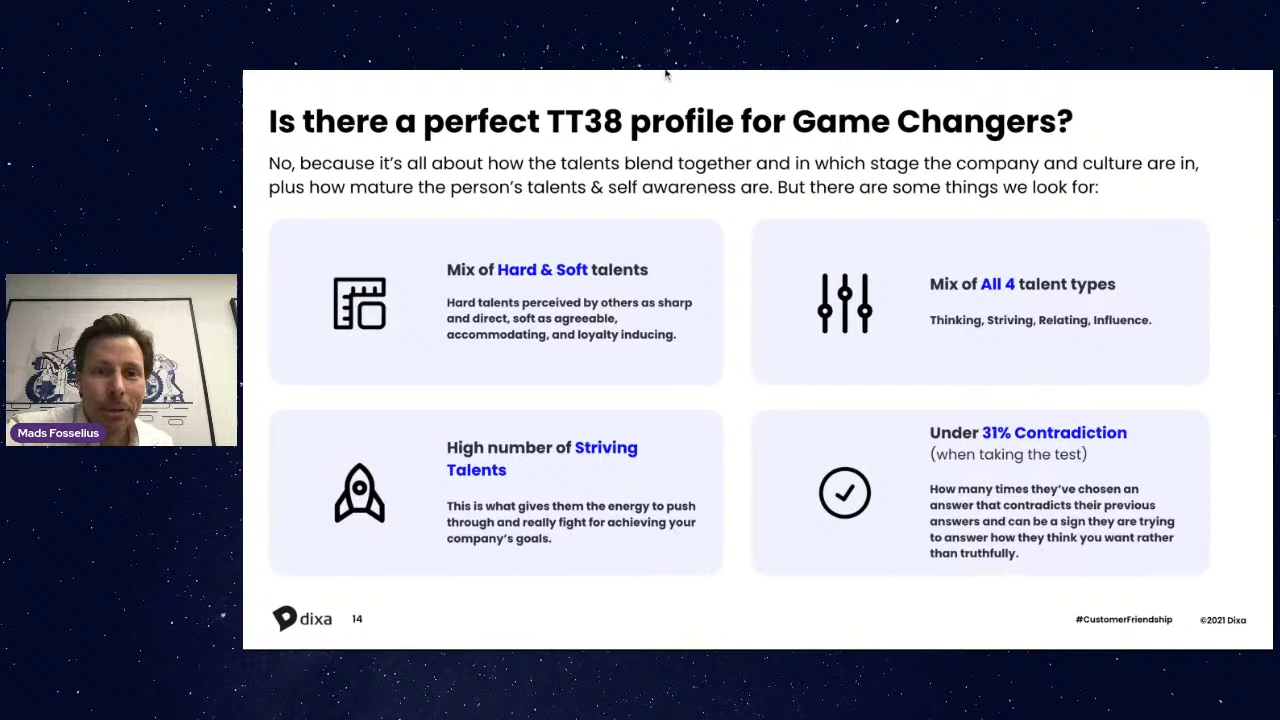 Is there a perfect TT38 profile for Game Changers?
No, because it’s all about how the talents blend together and in which stage the company and culture are in,
plus how mature the person’s talents & self awareness are. But there are some things we look for:
Mix of Hard & Soft talents
Hard talents perceived by others as sharp
and direct, soft as agreeable,
accommodating, and loyalty inducing.
Mix of All 4 talent types
Thinking, Striving, Relating, Influence.
High number of Striving
Talents
This is what gives them the energy to push
through and really fight for achieving your
company’s goals.
Under 31% Contradiction
(when taking the test)
How many times they’ve chosen an
answer that contradicts their previous
answers and can be a sign they are trying
to answer how they think you want rather
than truthfully.
Mads Fosselius
dixa
14
#CustomerFriendship
©2021 Dixa